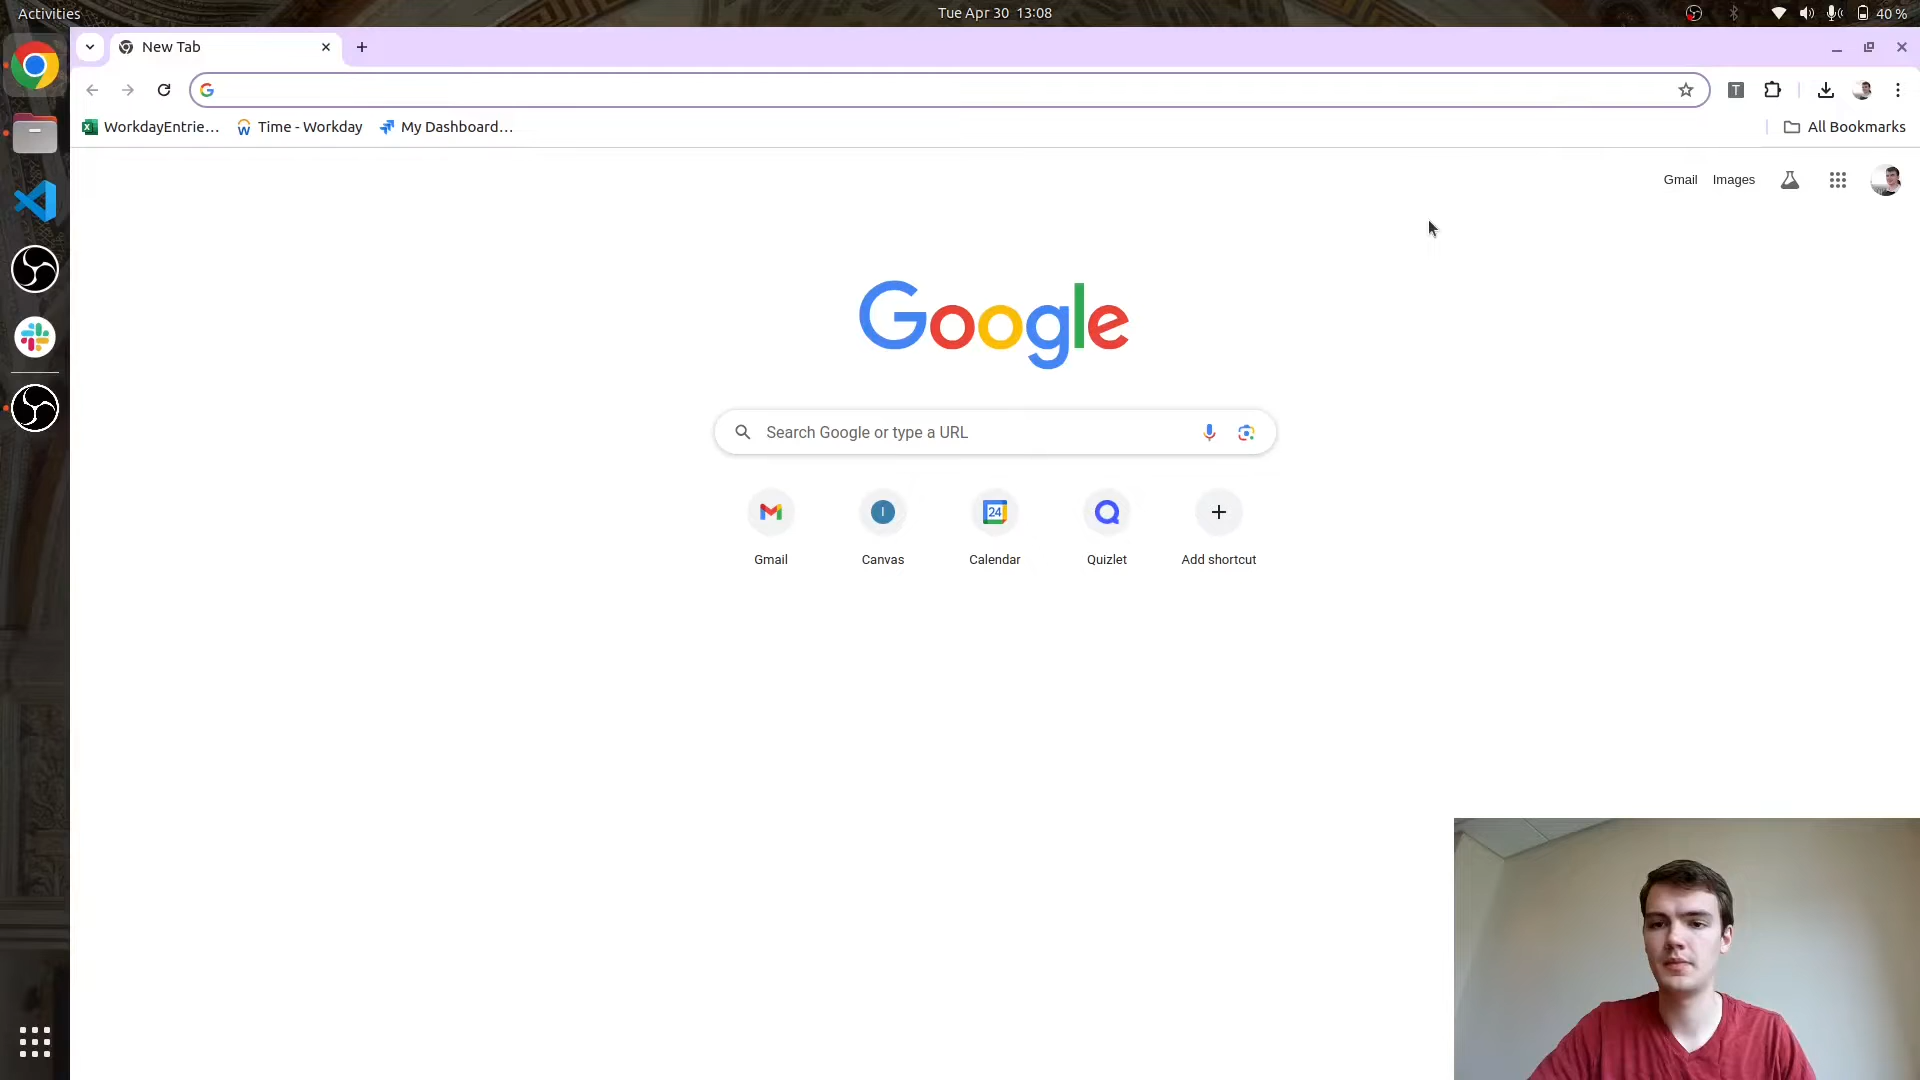 Activities
Tue Apr 30 13:08
40 %
New Tab
WorkdayEntrie...
Time - Workday
My Dashboard...
All Bookmarks
Gmail
Images
Google
Search Google or type a URL
Gmail
Canvas
Calendar
Quizlet
Add shortcut